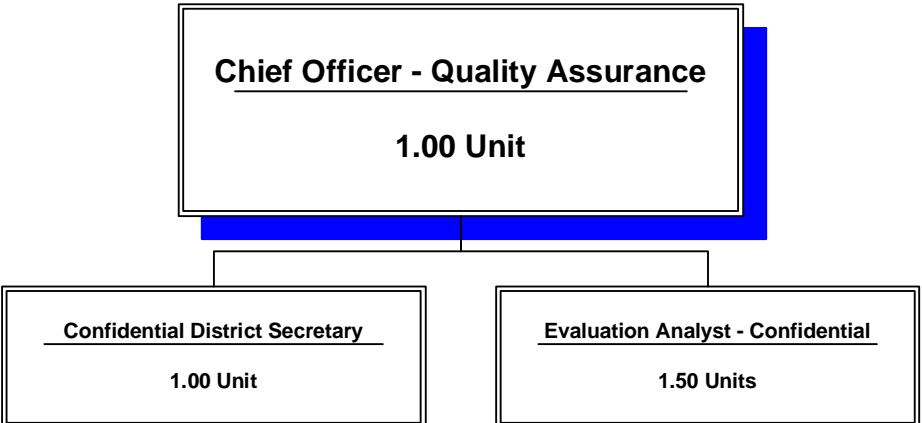 Chief Officer - Quality Assurance
1.00 Unit
Confidential District Secretary
1.00 Unit
Evaluation Analyst - Confidential
1.50 Units